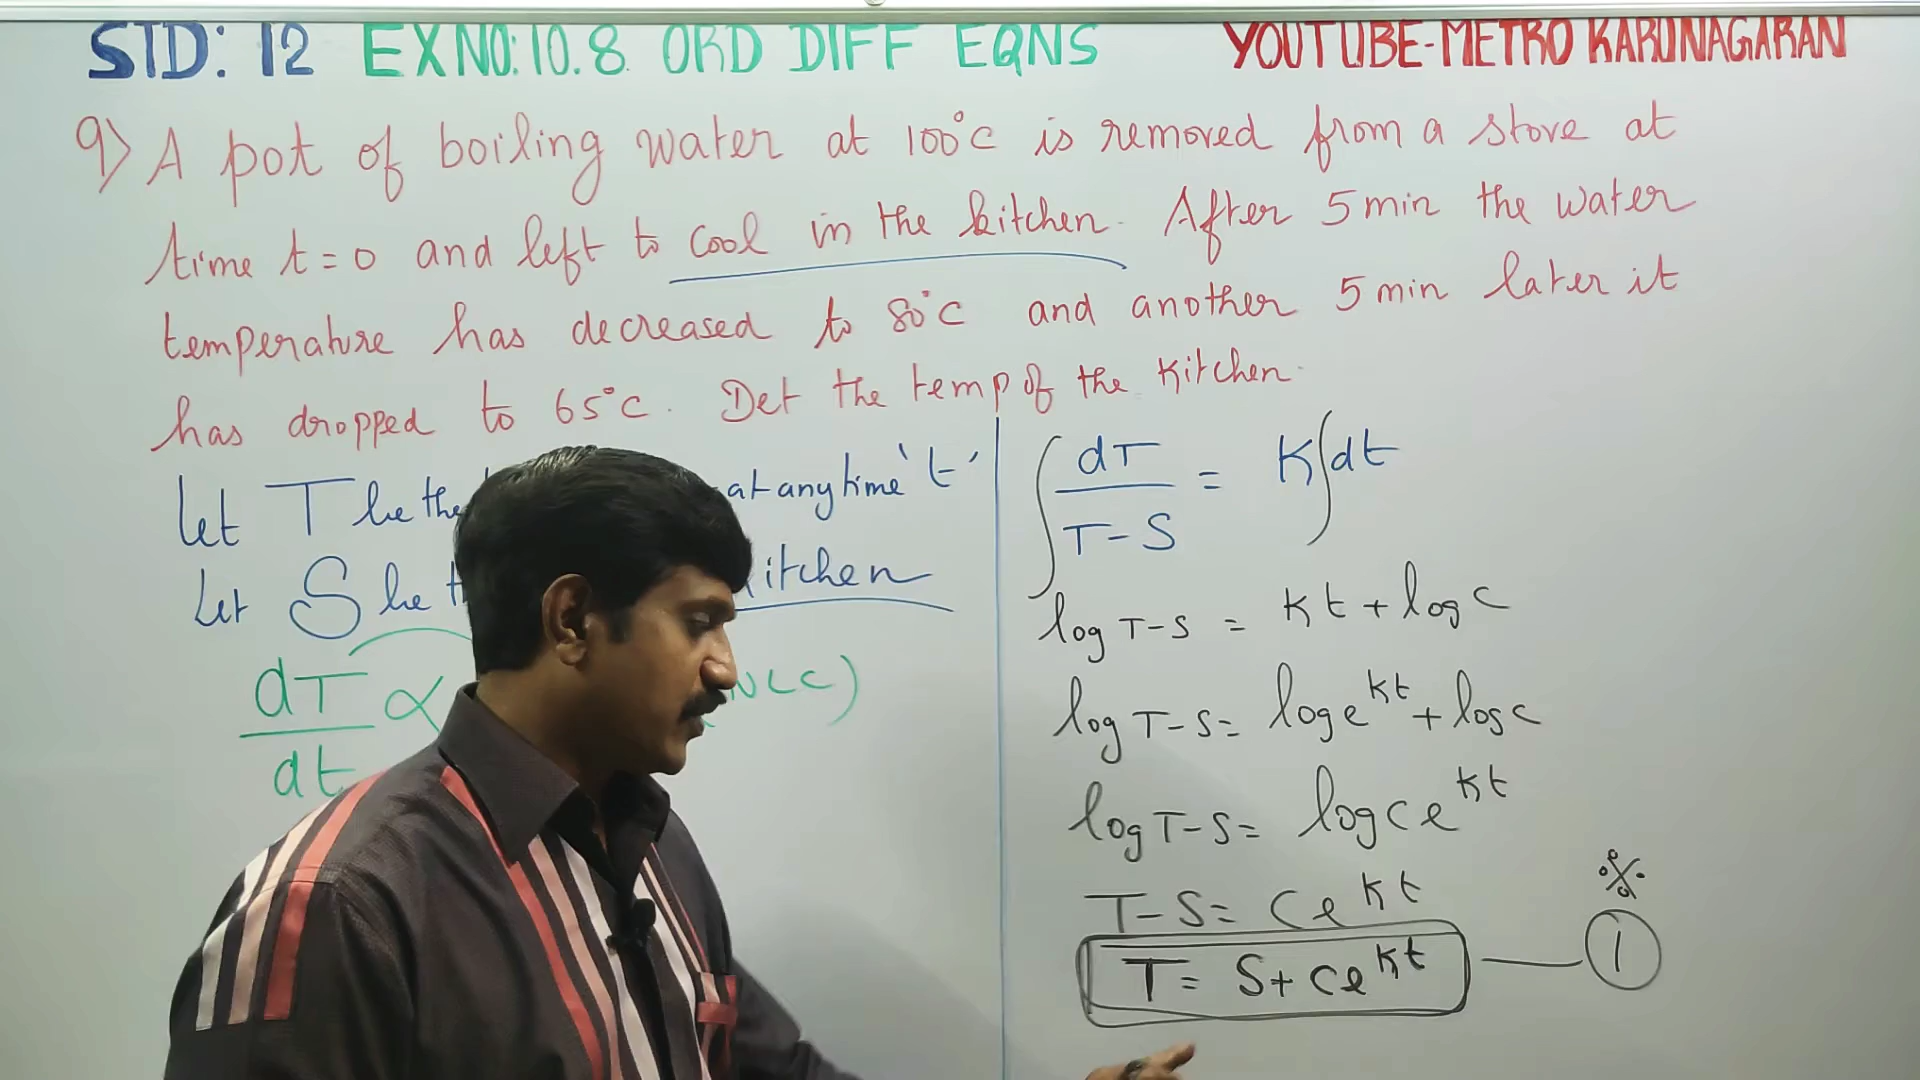 STD: 12 EX NO: 10.8. ORD DIFF EQNS YOUTUBE-METRO KARUNAGARAN
9) A pot of boiling water at 100°c is removed from a stove at
time t=0 and left to cool in the kitchen. After 5 min the water
temperature has decreased to 80°c and another 5 min later it
has dropped to 65°c. Det the temp of the kitchen.
Let T be the at any time 't'
Let S be
dT/dt ∝ NLC)
∫ dT/T-S = K∫dt
log T-S = Kt + log c
log T-S = log e^Kt + log c
log T-S = log c e^Kt
T-S = C e^Kt
T = S + c e^Kt — 1